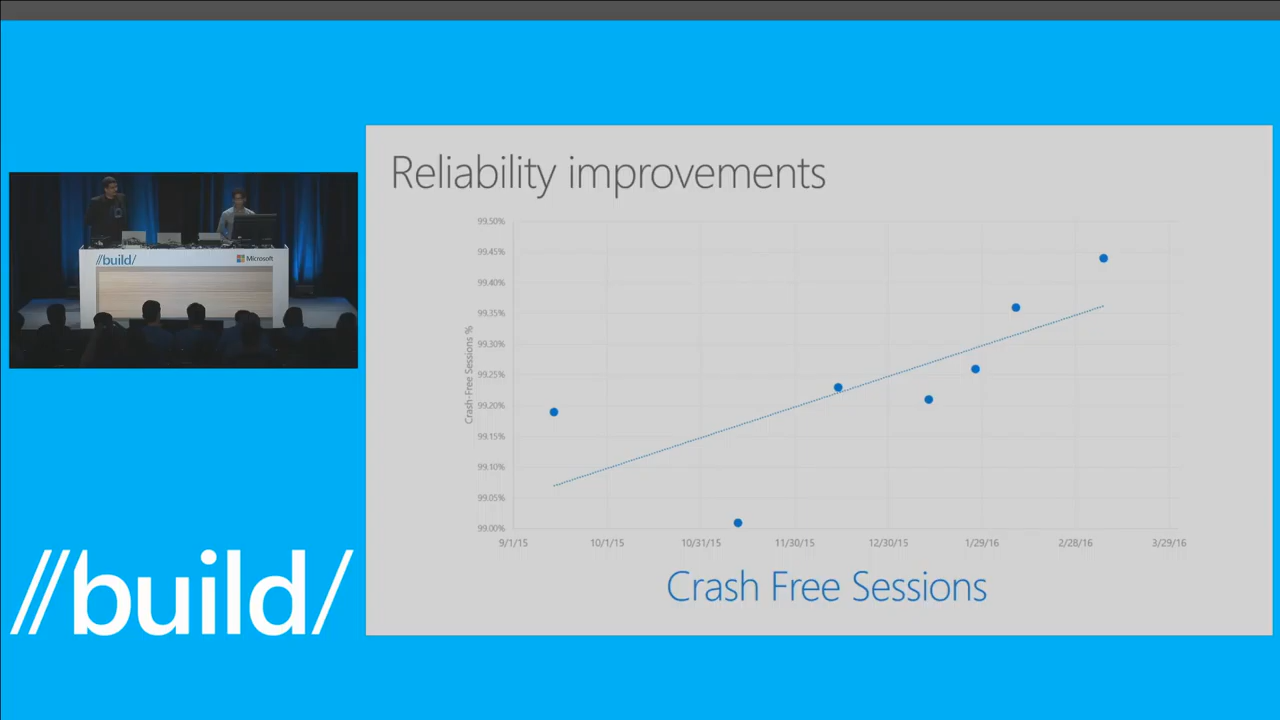 Reliability improvements
99.50%
99.45%
99.40%
99.35%
99.30%
99.25%
99.20%
99.15%
99.10%
99.05%
99.00%
Crash-Free Sessions %
9/1/15 10/1/15 10/31/15 11/30/15 12/30/15 1/29/16 2/28/16 3/29/16
Crash Free Sessions
//build/ Microsoft
//build/